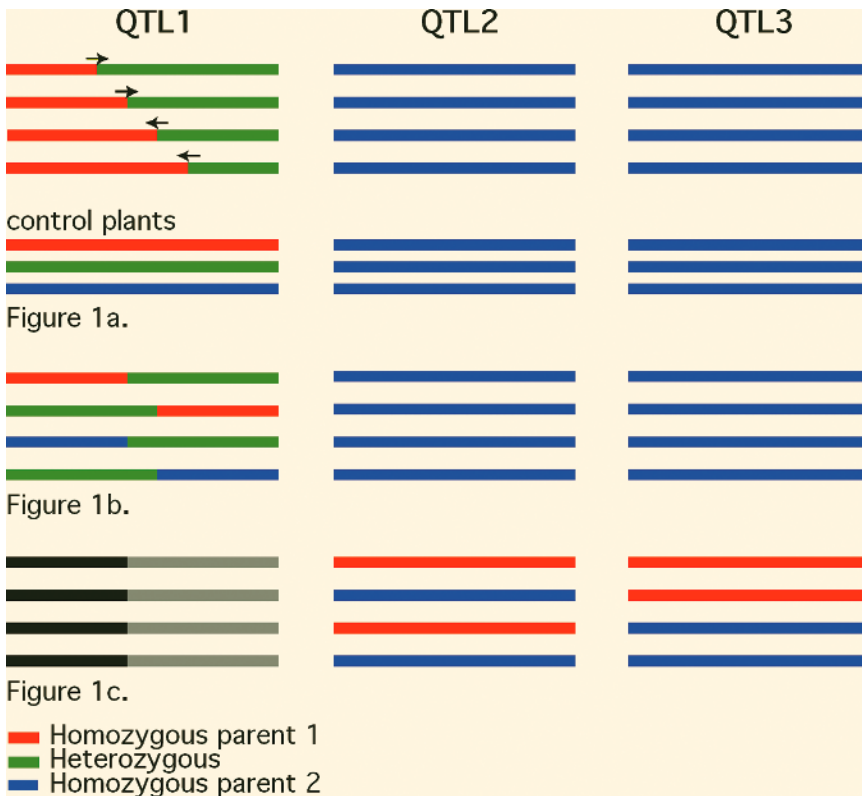 QTL1 QTL2 QTL3
control plants
Figure 1a.
Figure 1b.
Figure 1c.
Homozygous parent 1
Heterozygous
Homozygous parent 2